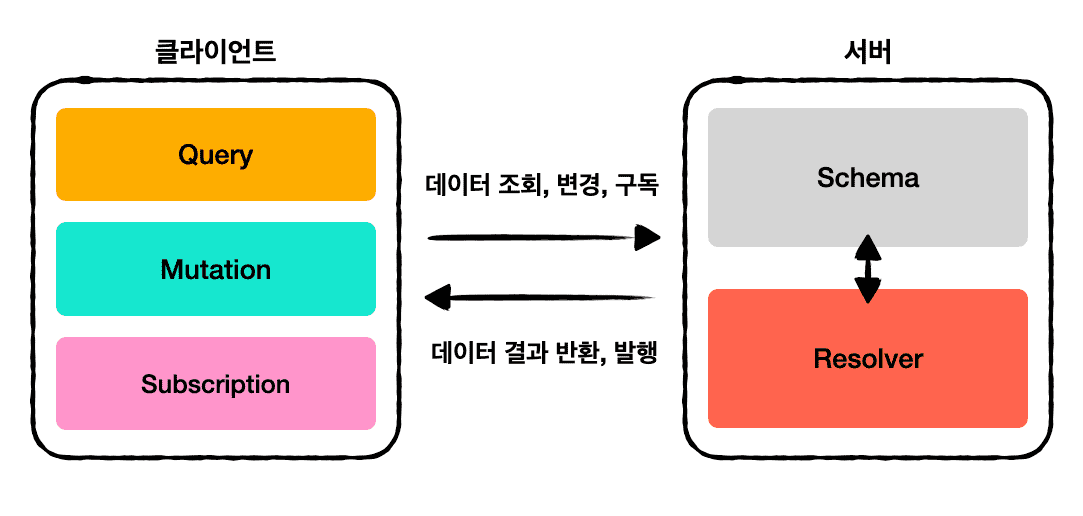 클라이언트
Query
Mutation
Subscription
데이터 조회, 변경, 구독
데이터 결과 반환, 발행
서버
Schema
Resolver